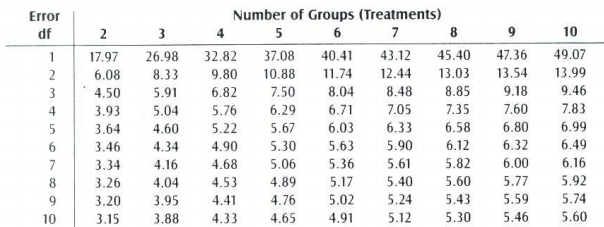 Error Number of Groups (Treatments)
df 2 3 4 5 6 7 8 9 10
1 17.97 26.98 32.82 37.08 40.41 43.12 45.40 47.36 49.07
2 6.08 8.33 9.80 10.88 11.74 12.44 13.03 13.54 13.99
3 4.50 5.91 6.82 7.50 8.04 8.48 8.85 9.18 9.46
4 3.93 5.04 5.76 6.29 6.71 7.05 7.35 7.60 7.83
5 3.64 4.60 5.22 5.67 6.03 6.33 6.58 6.80 6.99
6 3.46 4.34 4.90 5.30 5.63 5.90 6.12 6.32 6.49
7 3.34 4.16 4.68 5.06 5.36 5.61 5.82 6.00 6.16
8 3.26 4.04 4.53 4.89 5.17 5.40 5.60 5.77 5.92
9 3.20 3.95 4.41 4.76 5.02 5.24 5.43 5.59 5.74
10 3.15 3.88 4.33 4.65 4.91 5.12 5.30 5.46 5.60